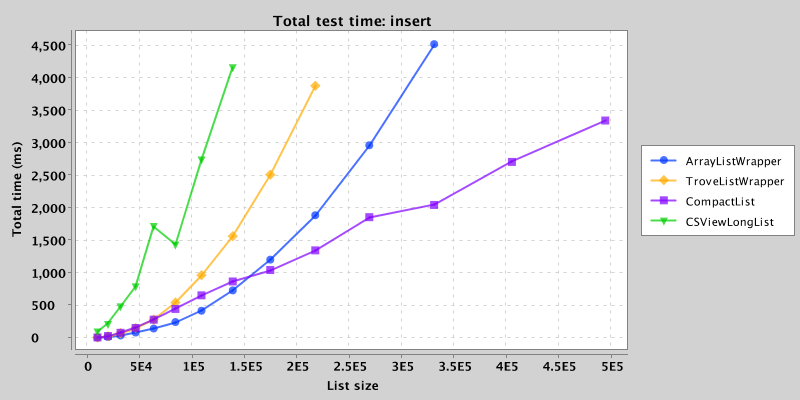 Total test time: insert
Total time (ms)
4,500
4,000
3,500
3,000
2,500
2,000
1,500
1,000
500
0
0 5E4 1E5 1.5E5 2E5 2.5E5 3E5 3.5E5 4E5 4.5E5 5E5
List size
ArrayListWrapper
TroveListWrapper
CompactList
CSViewLongList